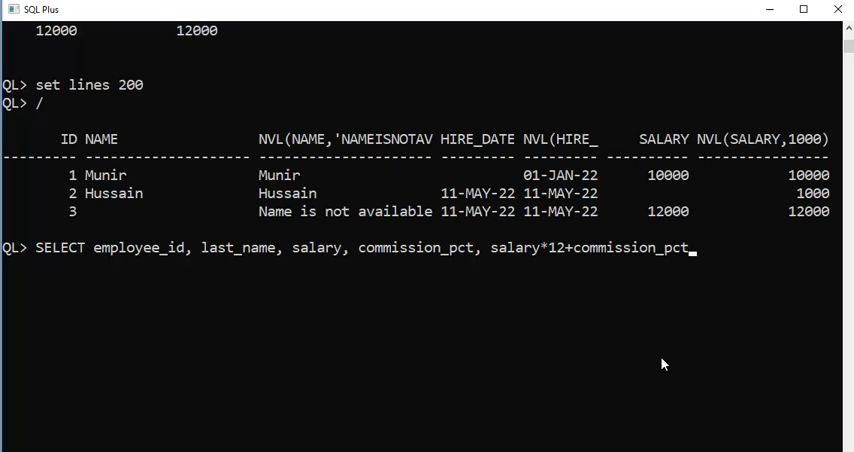 SQL Plus
12000 12000
QL> set lines 200
QL> /
ID NAME NVL(NAME,'NAMEISNOTAV HIRE_DATE NVL(HIRE_ SALARY NVL(SALARY,1000)
--------- -------------------- --------------------- --------- --------- ---------- ----------------
1 Munir Munir 01-JAN-22 10000 10000
2 Hussain Hussain 11-MAY-22 11-MAY-22 1000
3 Name is not available 11-MAY-22 11-MAY-22 12000 12000
QL> SELECT employee_id, last_name, salary, commission_pct, salary*12+commission_pct_